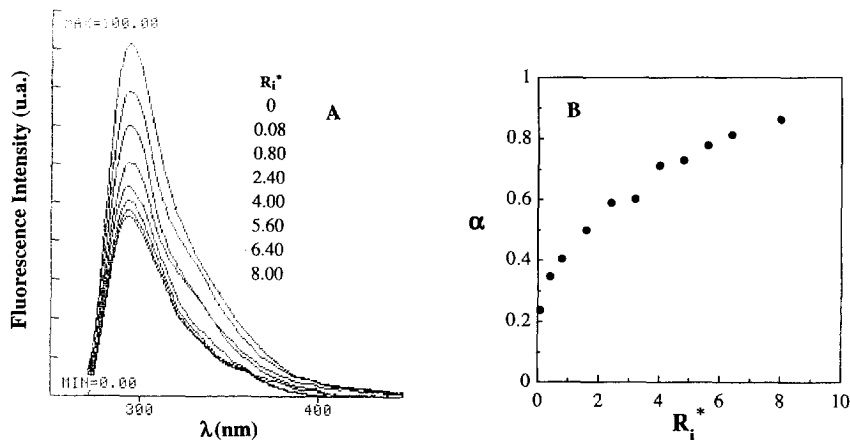 MAX=100.00
Fluorescence Intensity (u.a.)
R_i*
0
0.08
0.80
2.40
4.00
5.60
6.40
8.00
A
MIN=0.00
300
400
λ (nm)
B
α
1
0.8
0.6
0.4
0.2
0
0 2 4 6 8 10
R_i*